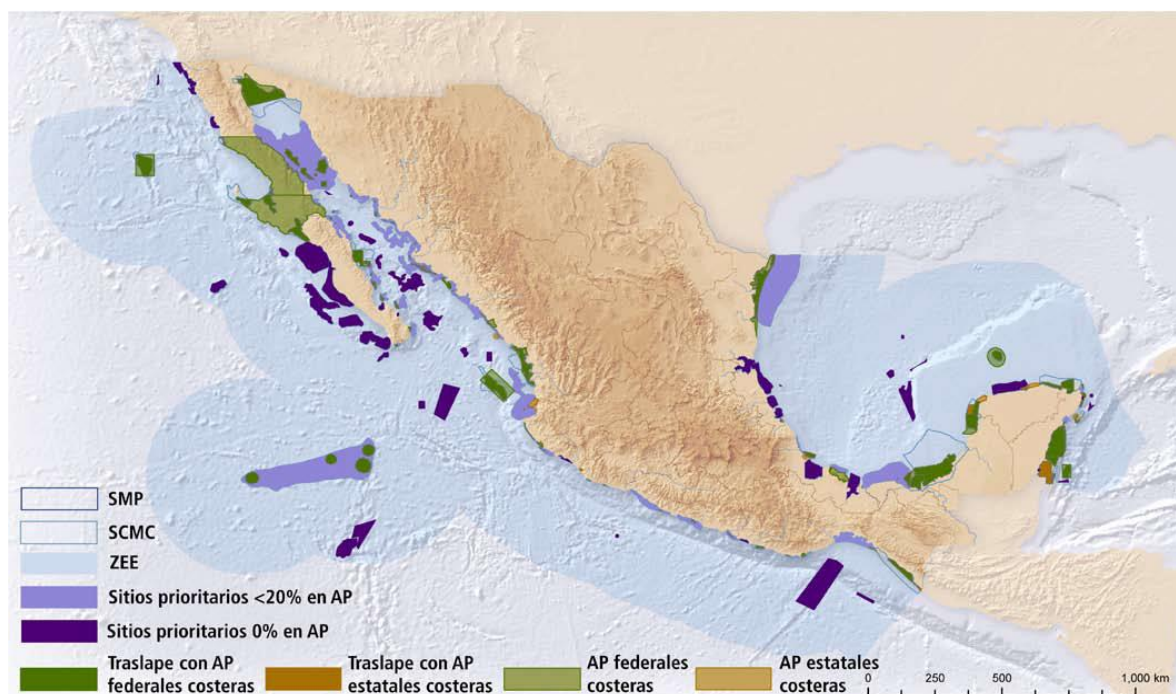 SMP
SCMC
ZEE
Sitios prioritarios <20% en AP
Sitios prioritarios 0% en AP
Traslape con AP
federales costeras
Traslape con AP
estatales costeras
AP federales
costeras
AP estatales
costeras
0 250 500 750 1,000 km